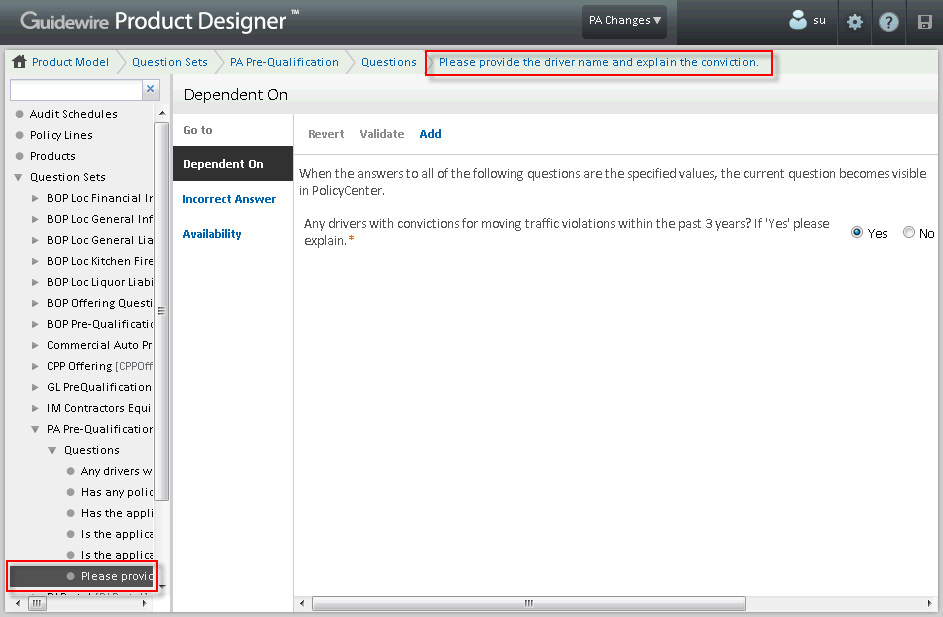 Guidewire Product Designer™
PA Changes▼
su
?
Product Model
Question Sets
PA Pre-Qualification
Questions
Please provide the driver name and explain the conviction.
×
Audit Schedules
Policy Lines
Products
Question Sets
BOP Loc Financial In
BOP Loc General Inf
BOP Loc General Lia
BOP Loc Kitchen Fire
BOP Loc Liquor Liabi
BOP Offering Questi
BOP Pre-Qualificatio
Commercial Auto Pr
CPP Offering [CPPOff
GL PreQualification
IM Contractors Equi
PA Pre-Qualification
Questions
Any drivers w
Has any polic
Has the appli
Is the applica
Is the applica
Please provid
Dependent On
Go to
Dependent On
Incorrect Answer
Availability
Revert Validate Add
When the answers to all of the following questions are the specified values, the current question becomes visible
in PolicyCenter.
Any drivers with convictions for moving traffic violations within the past 3 years? If 'Yes' please
explain.*
Yes No